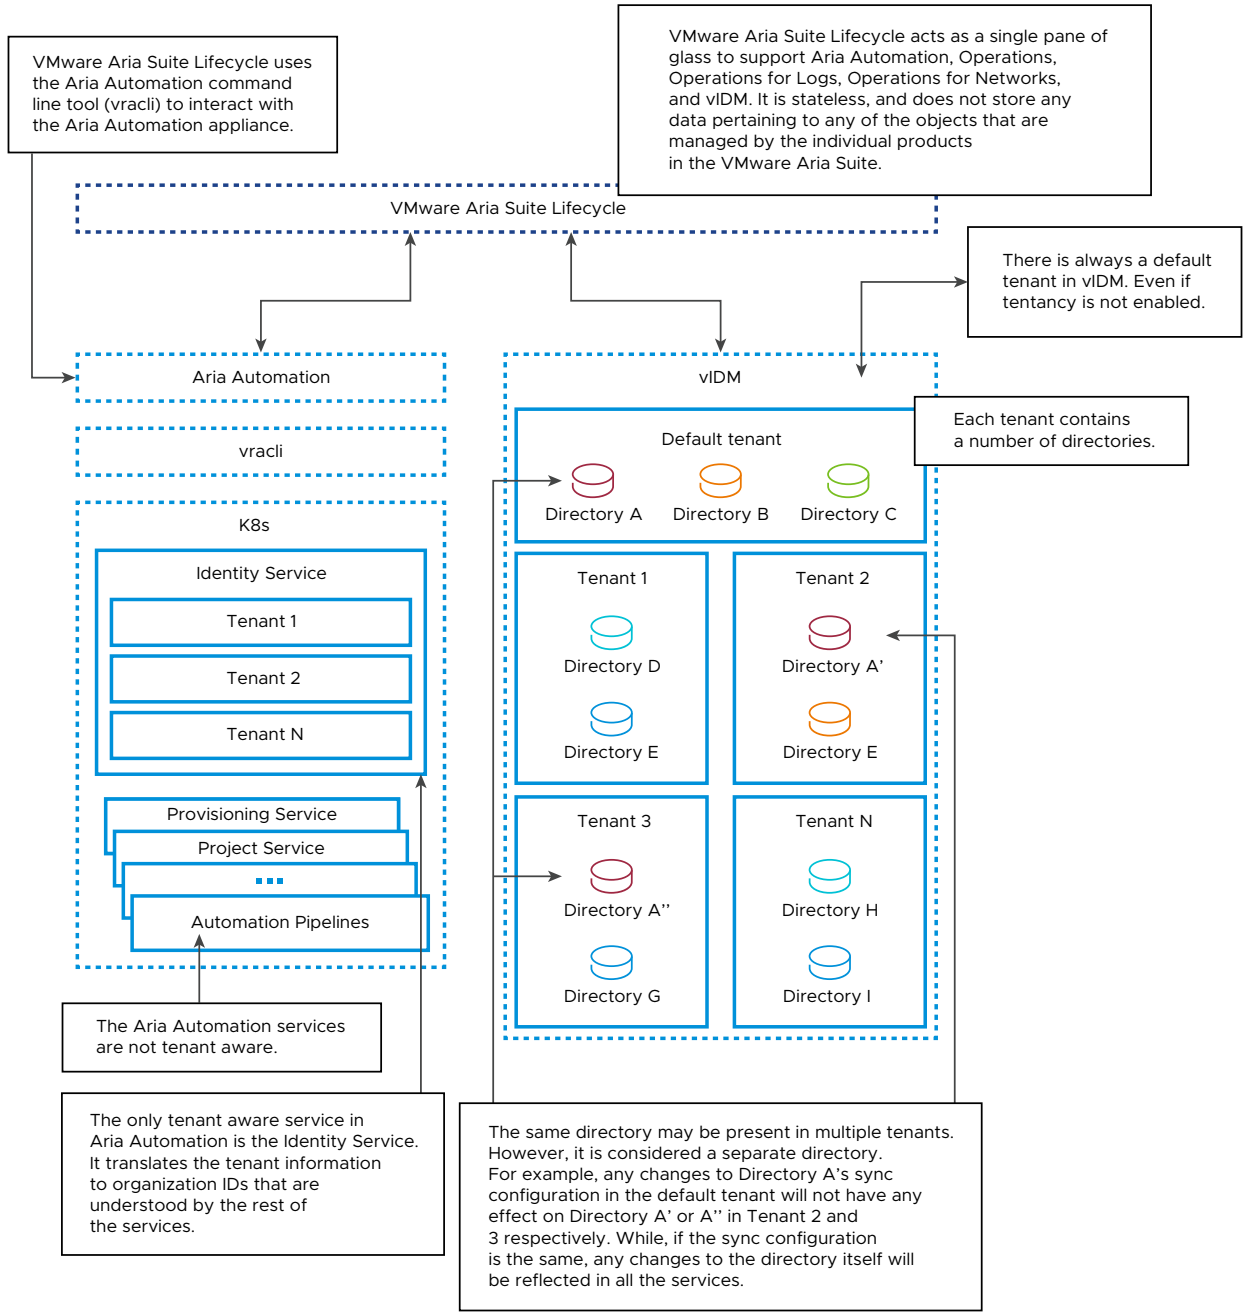 VMware Aria Suite Lifecycle uses
the Aria Automation command
line tool (vracli) to interact with
the Aria Automation appliance.
VMware Aria Suite Lifecycle acts as a single pane of
glass to support Aria Automation, Operations,
Operations for Logs, Operations for Networks,
and vIDM. It is stateless, and does not store any
data pertaining to any of the objects that are
managed by the individual products
in the VMware Aria Suite.
VMware Aria Suite Lifecycle
There is always a default
tenant in vIDM. Even if
tentancy is not enabled.
Aria Automation
vracli
K8s
Identity Service
Tenant 1
Tenant 2
Tenant N
Provisioning Service
Project Service
...
Automation Pipelines
vIDM
Each tenant contains
a number of directories.
Default tenant
Directory A
Directory B
Directory C
Tenant 1
Directory D
Directory E
Tenant 2
Directory A'
Directory E
Tenant 3
Directory A''
Directory G
Tenant N
Directory H
Directory I
The Aria Automation services
are not tenant aware.
The only tenant aware service in
Aria Automation is the Identity Service.
It translates the tenant information
to organization IDs that are
understood by the rest of
the services.
The same directory may be present in multiple tenants.
However, it is considered a separate directory.
For example, any changes to Directory A's sync
configuration in the default tenant will not have any
effect on Directory A' or A'' in Tenant 2 and
3 respectively. While, if the sync configuration
is the same, any changes to the directory itself will
be reflected in all the services.